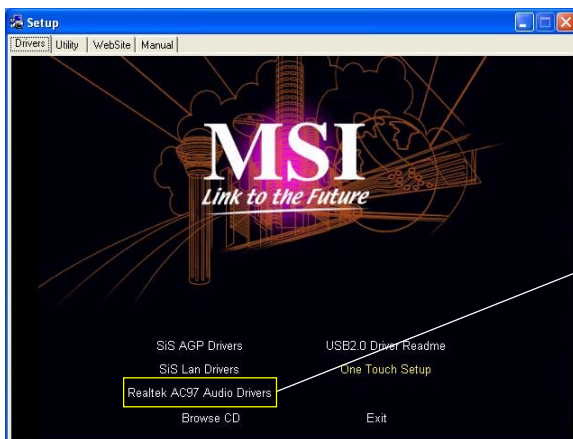 Setup
Drivers Utility WebSite Manual
MSI
Link to the Future
SiS AGP Drivers
USB2.0 Driver Readme
SiS Lan Drivers
One Touch Setup
Realtek AC97 Audio Drivers
Browse CD
Exit